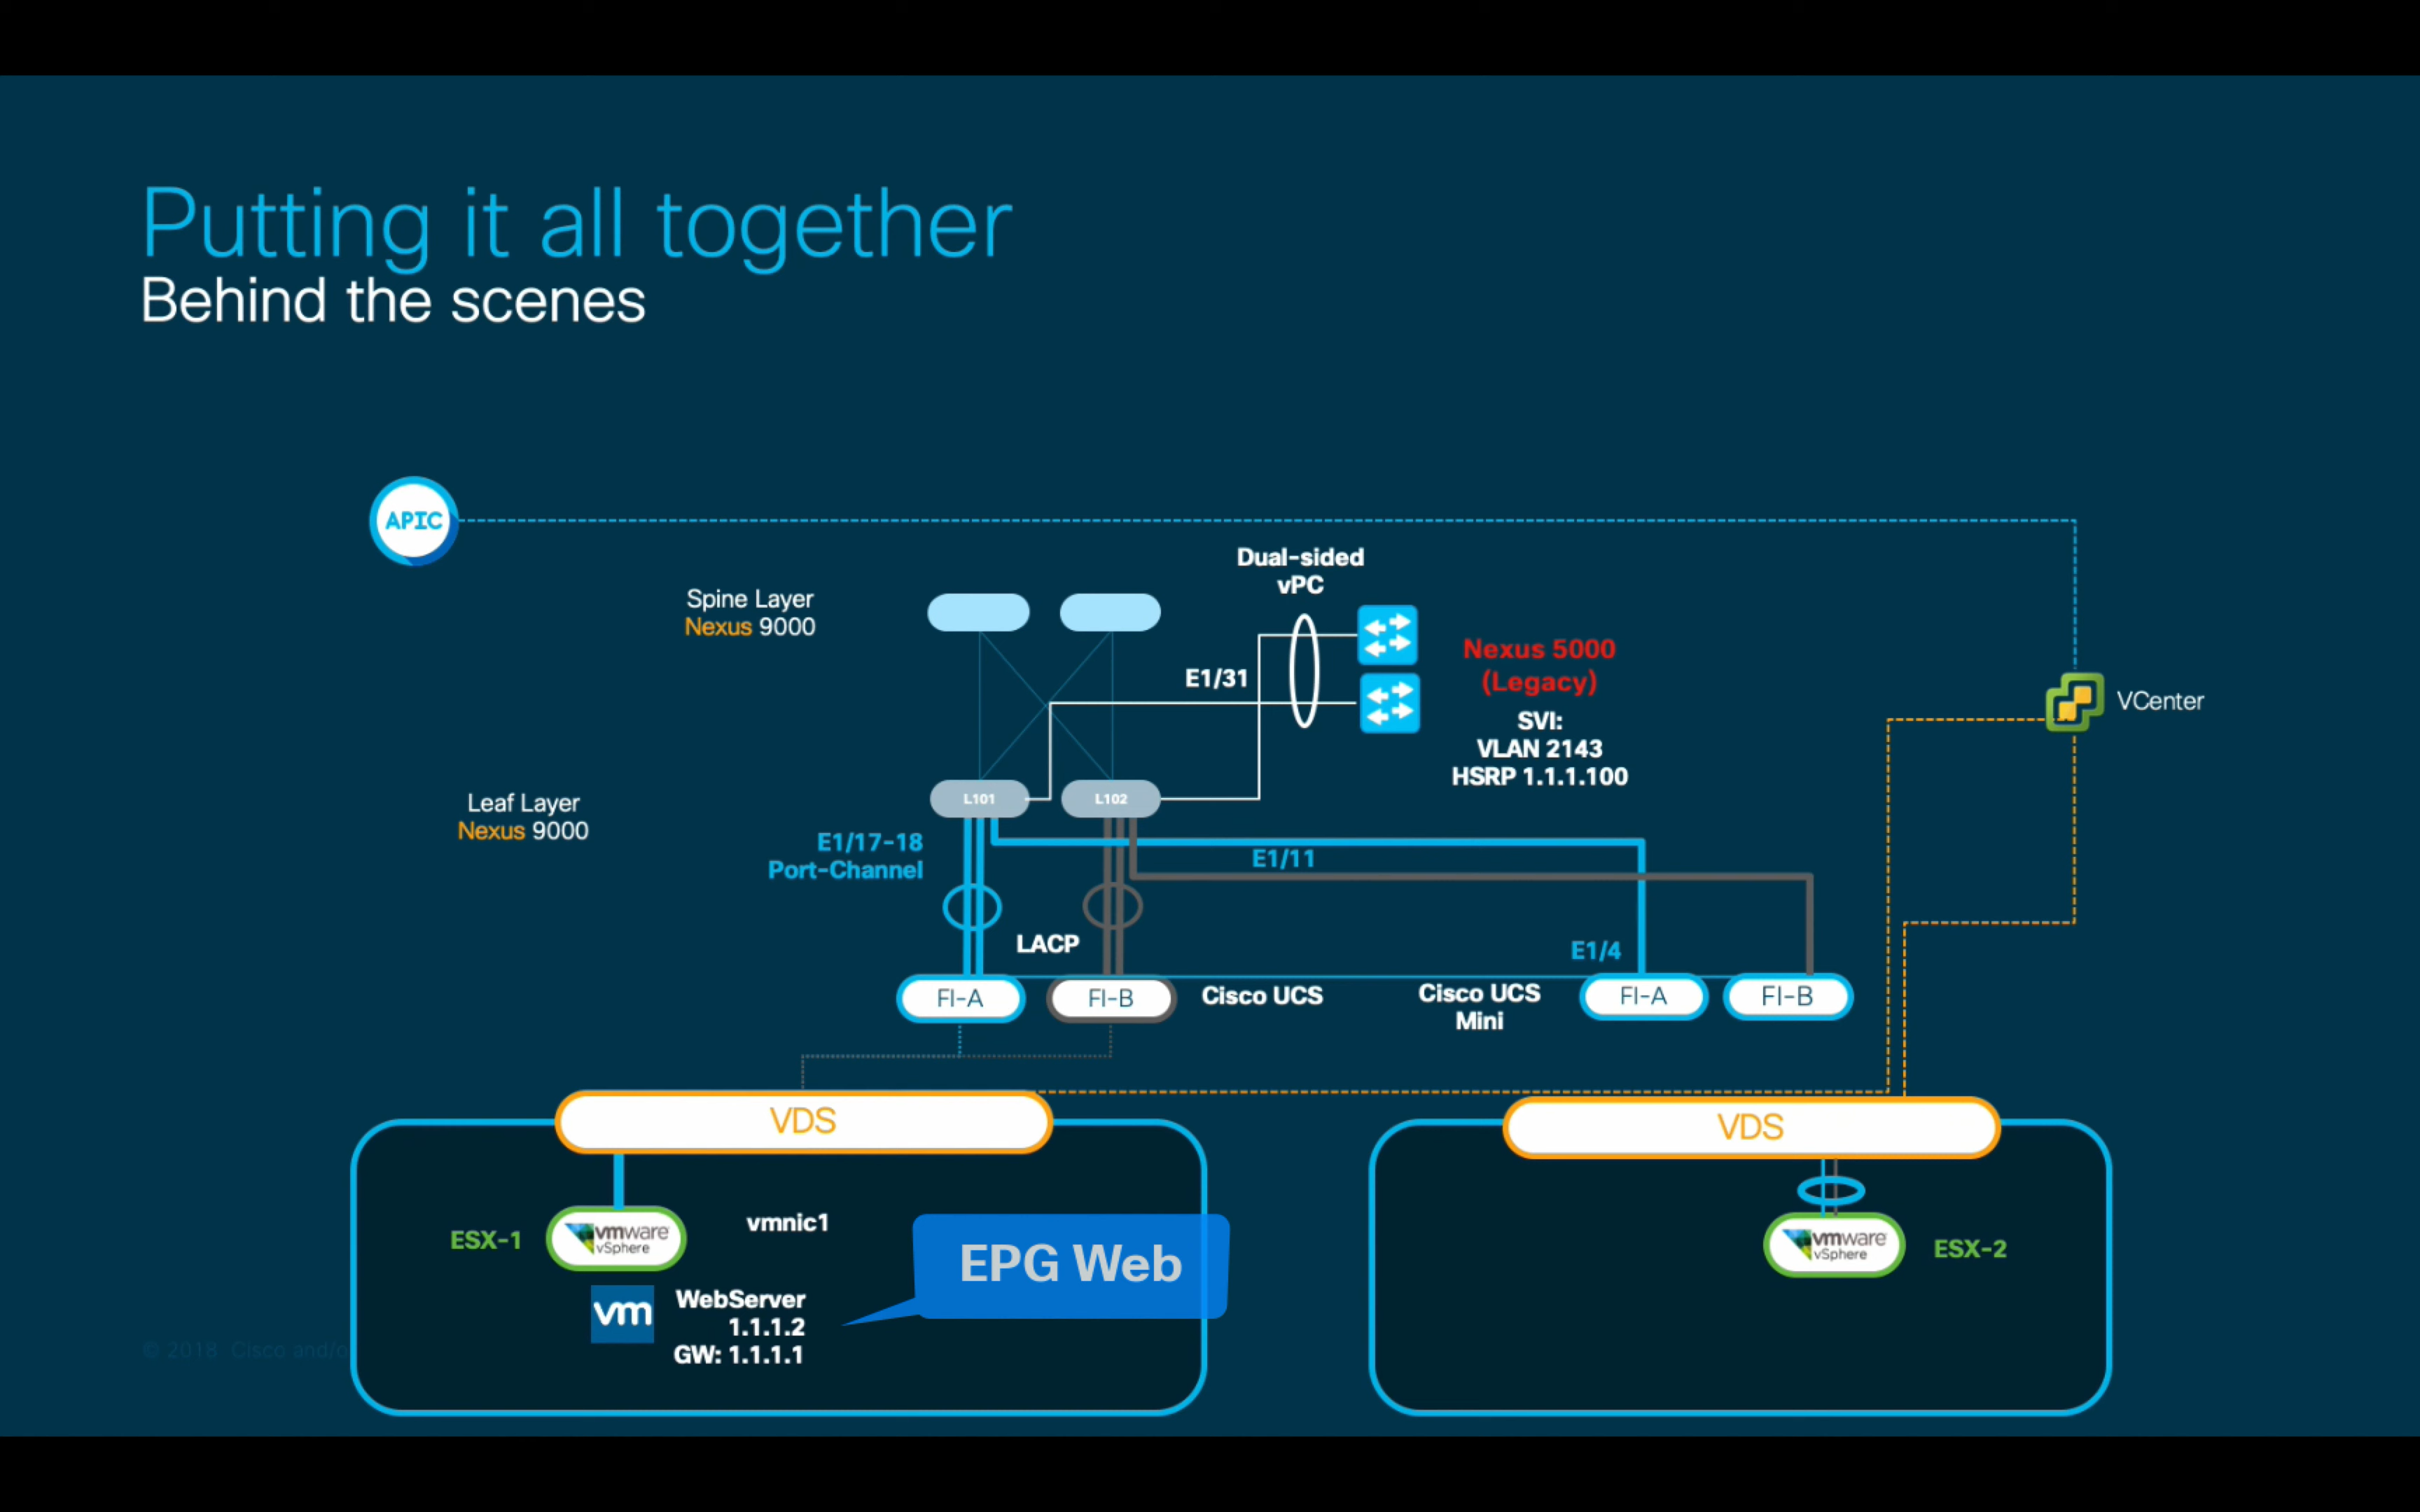 Putting it all together
Behind the scenes
APIC
Dual-sided
vPC
Spine Layer
Nexus 9000
E1/31
Nexus 5000
(Legacy)
SVI:
VLAN 2143
HSRP 1.1.1.100
VCenter
Leaf Layer
Nexus 9000
L101
L102
E1/17-18
Port-Channel
E1/11
LACP
E1/4
FI-A
FI-B
Cisco UCS
Cisco UCS
Mini
FI-A
FI-B
VDS
VDS
ESX-1
vmware
vSphere
vmnic1
EPG Web
vm
WebServer
1.1.1.2
GW: 1.1.1.1
vmware
vSphere
ESX-2
© 2018 Cisco and/o